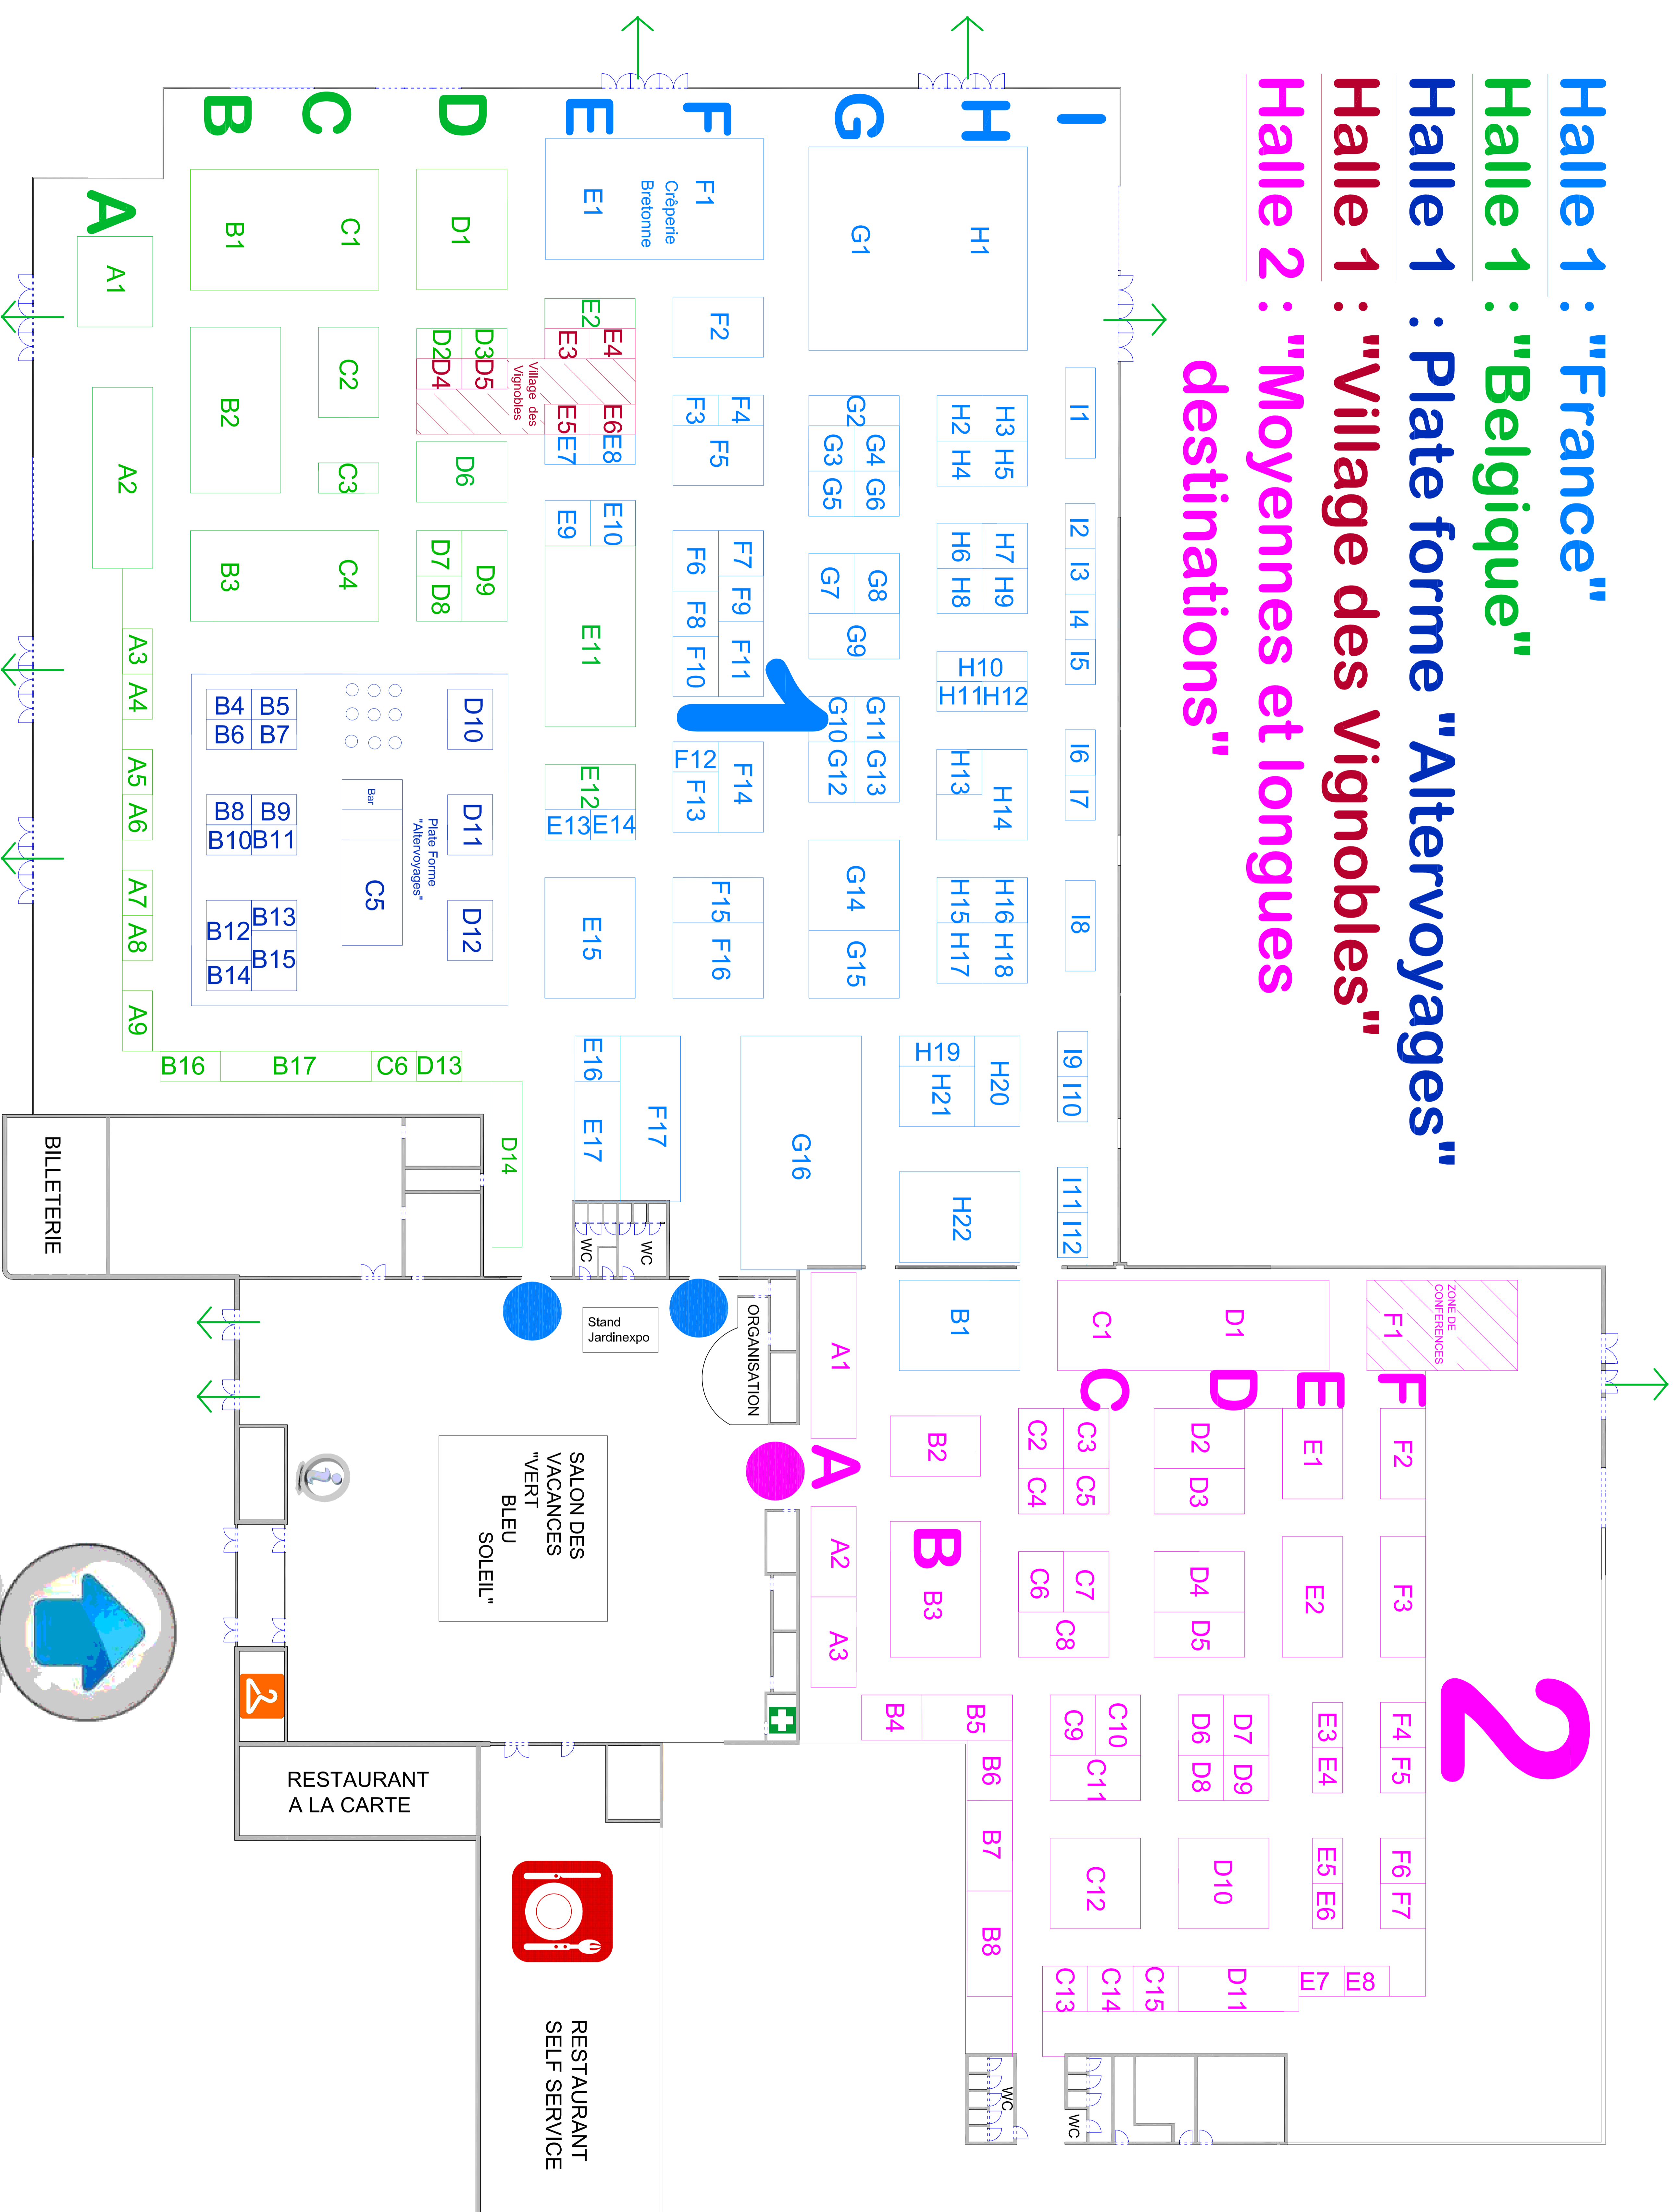 Halle 1 : "France"
Halle 1 : "Belgique"
Halle 1 : Plate forme "Altervoyages"
Halle 1 : "Village des Vignobles"
Halle 2 : "Moyennes et longues
destinations"
I
H
G
F
E
D
C
B
A
1
I1
I2
I3
I4
I5
I6
I7
I8
I9
I10
I11
I12
H1
H2
H3
H4
H5
H6
H7
H8
H9
H10
H11
H12
H13
H14
H15
H16
H17
H18
H19
H20
H21
H22
G1
G2
G3
G4
G5
G6
G7
G8
G9
G10
G11
G12
G13
G14
G15
G16
F1
Crêperie
Bretonne
F2
F3
F4
F5
F6
F7
F8
F9
F10
F11
F12
F13
F14
F15
F16
F17
E1
E2
E3
E4
E5
E6
E7
E8
E9
E10
E11
E12
E13
E14
E15
E16
E17
Village des
Vignobles
D1
D2
D3
D4
D5
D6
D7
D8
D9
D10
D11
D12
D13
D14
Plate Forme
"Altervoyages"
Bar
C1
C2
C3
C4
C5
C6
B1
B2
B3
B4
B5
B6
B7
B8
B9
B10
B11
B12
B13
B14
B15
B16
B17
A1
A2
A3
A4
A5
A6
A7
A8
A9
BILLETERIE
WC
WC
Stand
Jardinexpo
ORGANISATION
SALON DES
VACANCES
"VERT
BLEU
SOLEIL"
i
RESTAURANT
A LA CARTE
RESTAURANT
SELF SERVICE
2
F
E
D
C
B
A
ZONE DE
CONFERENCES
F1
F2
F3
F4
F5
F6
F7
E1
E2
E3
E4
E5
E6
E7
E8
D1
D2
D3
D4
D5
D6
D7
D8
D9
D10
D11
C1
C2
C3
C4
C5
C6
C7
C8
C9
C10
C11
C12
C13
C14
C15
B1
B2
B3
B4
B5
B6
B7
B8
A1
A2
A3
WC
WC